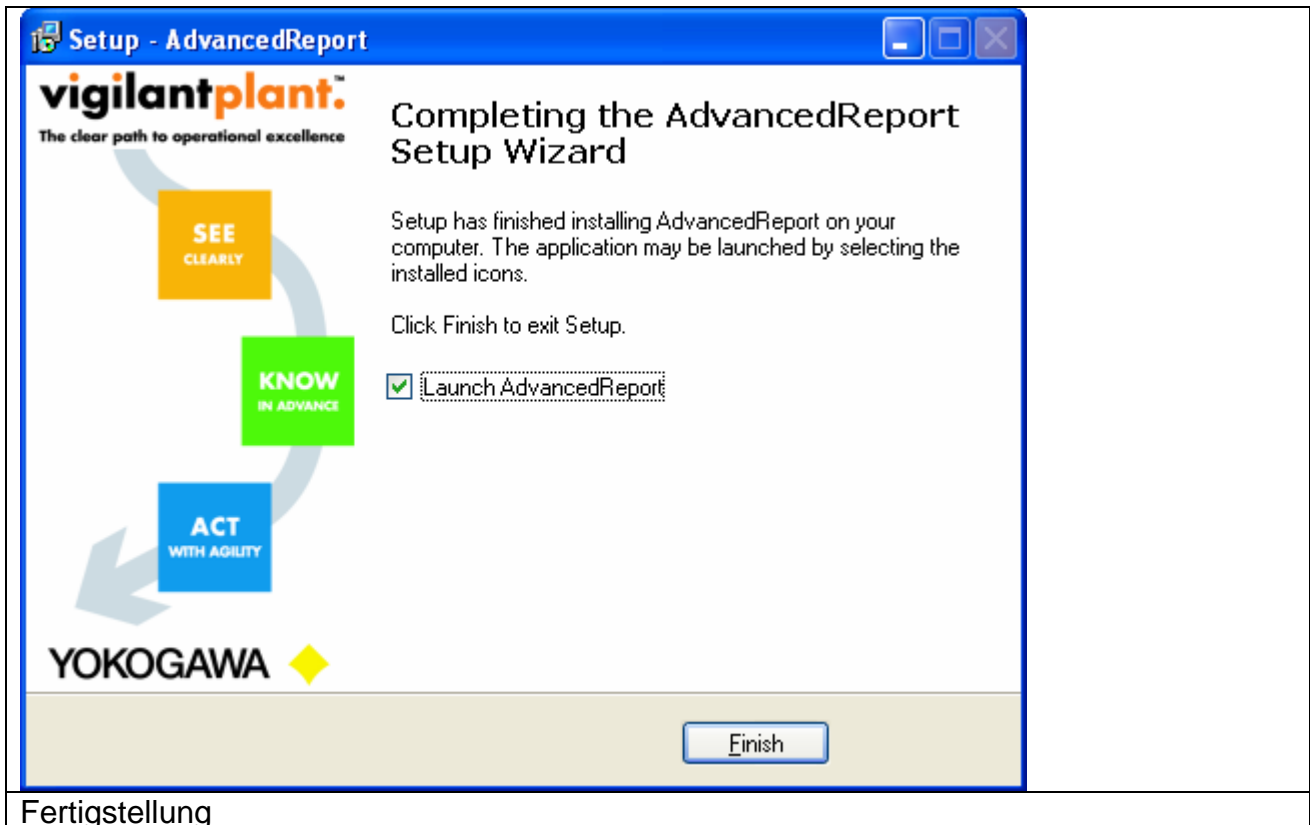 Setup - AdvancedReport
vigilantplant.™
The clear path to operational excellence
SEE
CLEARLY
KNOW
IN ADVANCE
ACT
WITH AGILITY
YOKOGAWA
Completing the AdvancedReport
Setup Wizard
Setup has finished installing AdvancedReport on your
computer. The application may be launched by selecting the
installed icons.
Click Finish to exit Setup.
Launch AdvancedReport
Finish
Fertigstellung